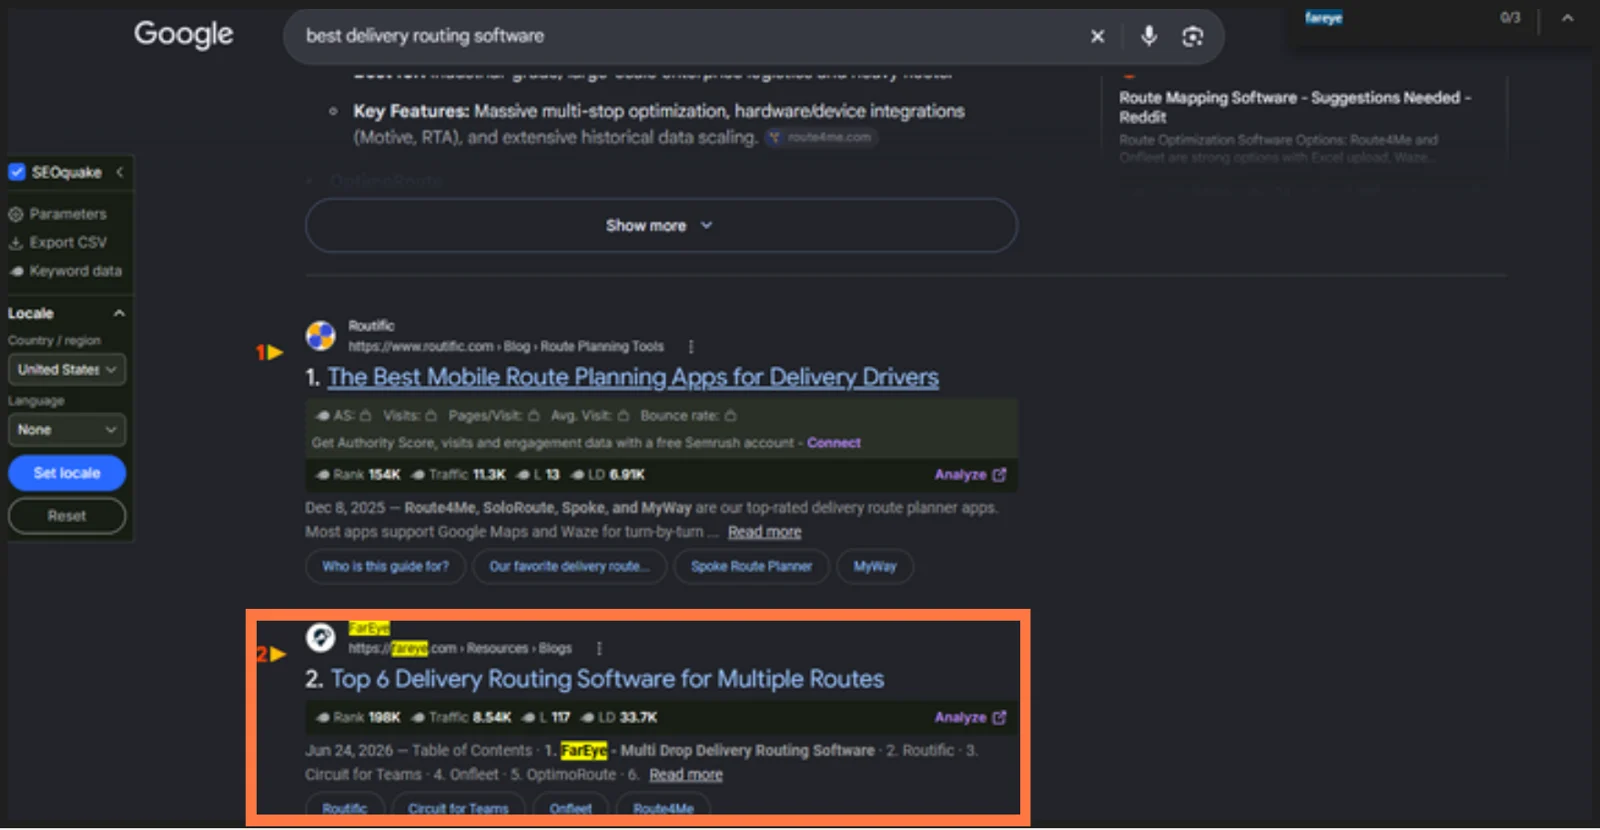 Google
best delivery routing software
fareye
0/3
Key Features: Massive multi-stop optimization, hardware/device integrations
(Motive, RTA), and extensive historical data scaling. route4me.com
OptimoRoute
Show more
Route Mapping Software - Suggestions Needed -
Reddit
Route Optimization Software Options: Route4Me and
Onfleet are strong options with Excel upload, Waze...
SEOquake
Parameters
Export CSV
Keyword data
Locale
Country / region
United States
Language
None
Set locale
Reset
1
Routific
https://www.routific.com › Blog › Route Planning Tools
1. The Best Mobile Route Planning Apps for Delivery Drivers
AS: Visits: Pages/Visit: Avg. Visit: Bounce rate:
Get Authority Score, visits and engagement data with a free Semrush account - Connect
Rank 154K Traffic 11.3K L 13 LD 6.91K Analyze
Dec 8, 2025 — Route4Me, SoloRoute, Spoke, and MyWay are our top-rated delivery route planner apps.
Most apps support Google Maps and Waze for turn-by-turn ... Read more
Who is this guide for? Our favorite delivery route... Spoke Route Planner MyWay
2
FarEye
https://fareye.com › Resources › Blogs
2. Top 6 Delivery Routing Software for Multiple Routes
Rank 198K Traffic 8.54K L 117 LD 33.7K Analyze
Jun 24, 2026 — Table of Contents · 1. FarEye - Multi Drop Delivery Routing Software · 2. Routific · 3.
Circuit for Teams · 4. Onfleet · 5. OptimoRoute · 6. Read more
Routific Circuit for Teams Onfleet Route4Me